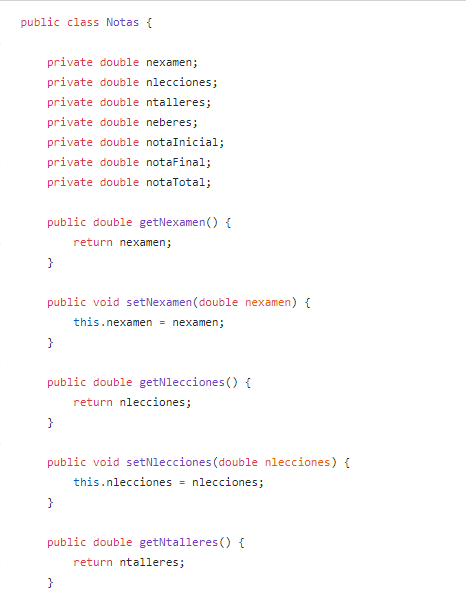 public class Notas {
private double nexamen;
private double nlecciones;
private double ntalleres;
private double neberes;
private double notaInicial;
private double notaFinal;
private double notaTotal;
public double getNexamen() {
return nexamen;
}
public void setNexamen(double nexamen) {
this.nexamen = nexamen;
}
public double getNlecciones() {
return nlecciones;
}
public void setNlecciones(double nlecciones) {
this.nlecciones = nlecciones;
}
public double getNtalleres() {
return ntalleres;
}